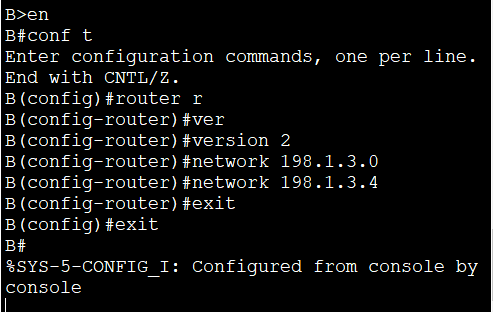 B>en
B#conf t
Enter configuration commands, one per line.
End with CNTL/Z.
B(config)#router r
B(config-router)#ver
B(config-router)#version 2
B(config-router)#network 198.1.3.0
B(config-router)#network 198.1.3.4
B(config-router)#exit
B(config)#exit
B#
%SYS-5-CONFIG_I: Configured from console by
console